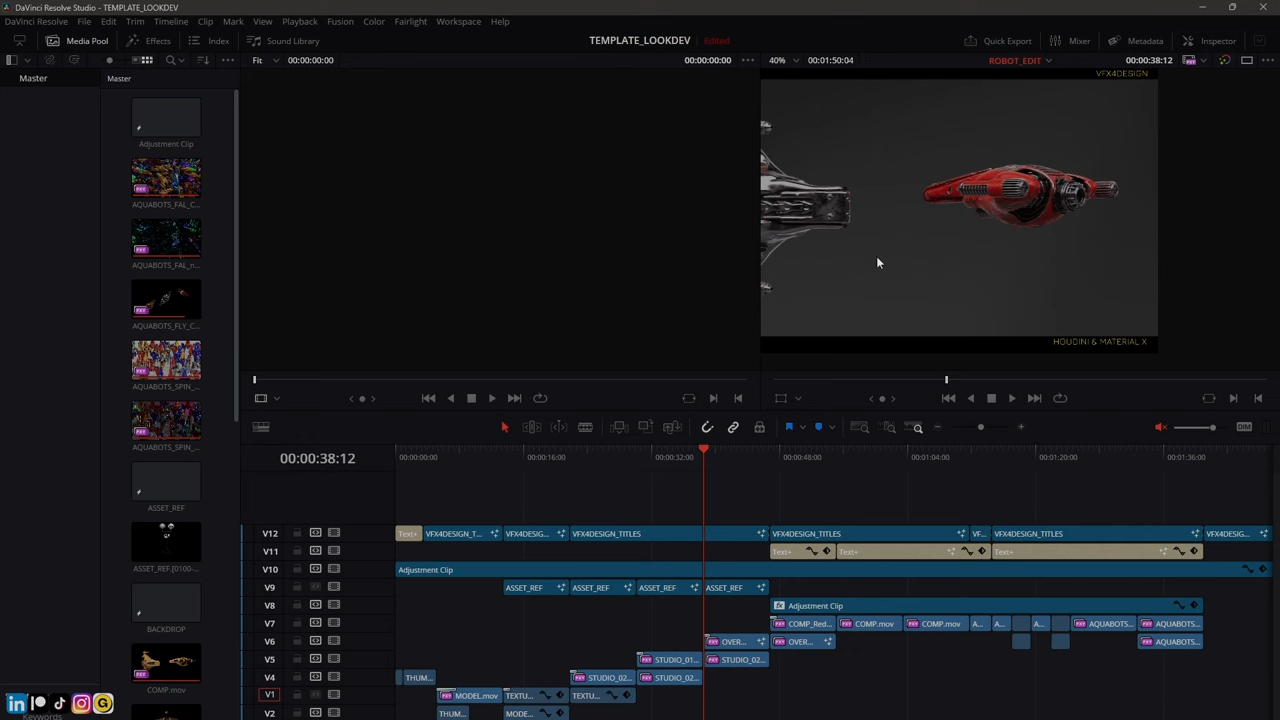 DaVinci Resolve Studio - TEMPLATE_LOOKDEV
DaVinci Resolve File Edit Trim Timeline Clip Mark View Playback Fusion Color Fairlight Workspace Help
Media Pool Effects Index Sound Library TEMPLATE_LOOKDEV Edited Quick Export Mixer Metadata Inspector
Fit 00:00:00:00 00:00:00:00 40% 00:01:50:04 ROBOT_EDIT 00:00:38:12
Master Master
VFX4DESIGN
Adjustment Clip
AQUABOTS_FAL_C...
AQUABOTS_FAL_n...
AQUABOTS_FLY_C...
HOUDINI & MATERIAL X
AQUABOTS_SPIN_...
AQUABOTS_SPIN_...
DIM
00:00:38:12 00:00:00:00 00:00:16:00 00:00:32:00 00:00:48:00 00:01:04:00 00:01:20:00 00:01:36:00
ASSET_REF
V12 Text+ VFX4DESIGN_T... VFX4DESIG... VFX4DESIGN_TITLES VFX4DESIGN_TITLES VF... VFX4DESIGN_TITLES VFX4DESIG...
V11 Text+ Text+ Text+
V10 Adjustment Clip
ASSET_REF.[0100-...
V9 ASSET_REF ASSET_REF ASSET_REF ASSET_REF
V8 fx Adjustment Clip
V7 COMP_Red... COMP.mov COMP.mov A... A... A... AQUABOTS... AQUABOTS...
BACKDROP
V6 OVER... OVER... AQUABOTS...
V5 STUDIO_01... STUDIO_02...
V4 THUM... STUDIO_02... STUDIO_02...
COMP.mov
V1 MODEL.mov TEXTU... TEXTU...
V2 THUM... MODE...
Keywords